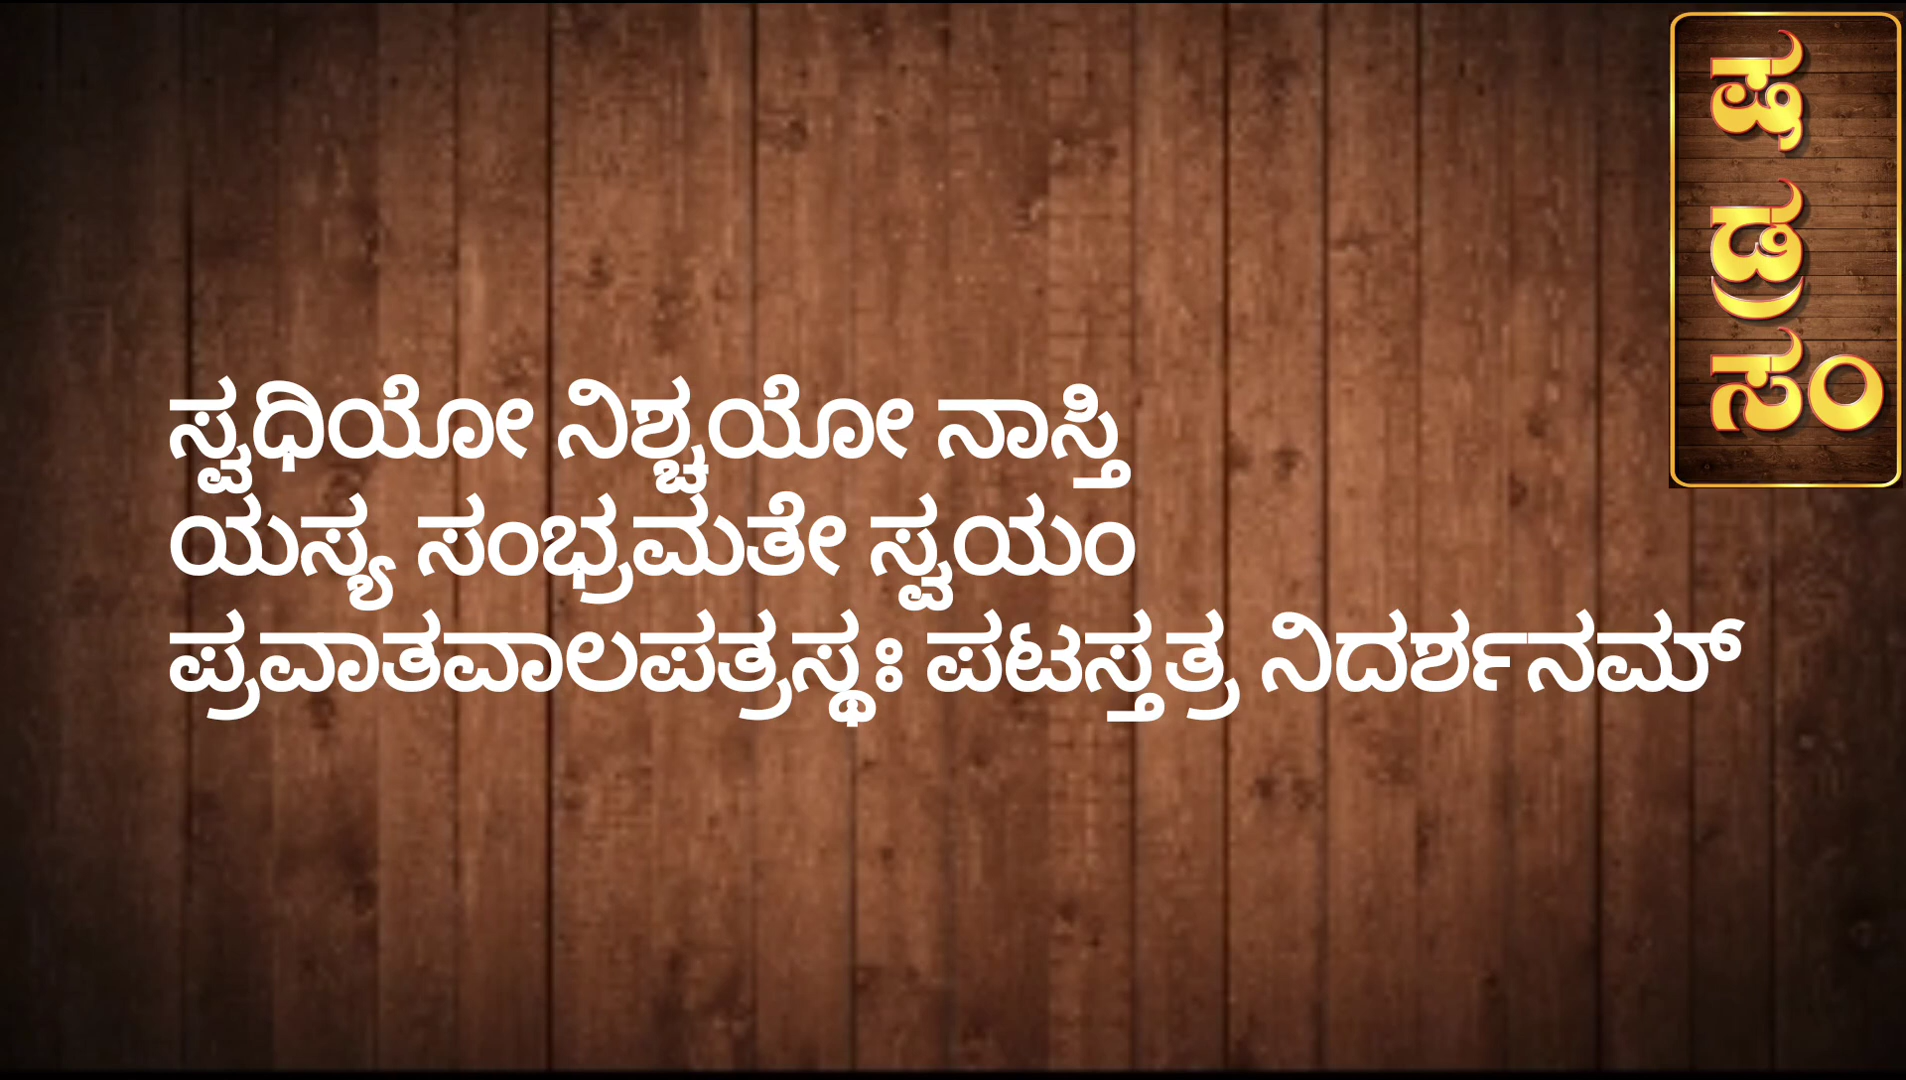 ಸ್ವಧಿಯೋ ನಿಶ್ಚಯೋ ನಾಸ್ತಿ
ಯಸ್ಯ ಸಂಭ್ರಮತೇ ಸ್ವಯಂ
ಪ್ರವಾತವಾಲಪತ್ರಸ್ಥಃ ಪಟಸ್ತತ್ರ ನಿದರ್ಶನಮ್